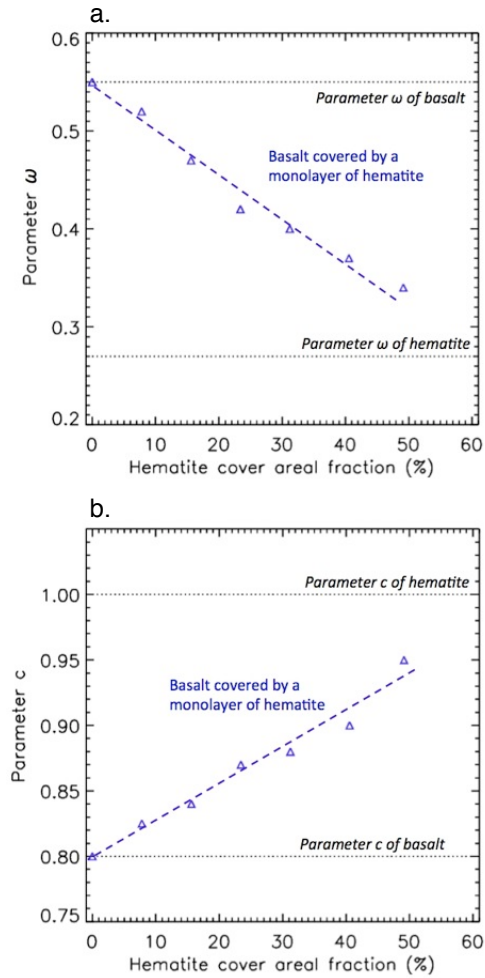 a.
0.6
Parameter ω of basalt
0.5
Basalt covered by a
monolayer of hematite
0.4
Parameter ω
0.3
Parameter ω of hematite
0.2
0 10 20 30 40 50 60
Hematite cover areal fraction (%)
b.
Parameter c of hematite
1.00
0.95
Basalt covered by a
monolayer of hematite
0.90
Parameter c
0.85
Parameter c of basalt
0.80
0.75
0 10 20 30 40 50 60
Hematite cover areal fraction (%)